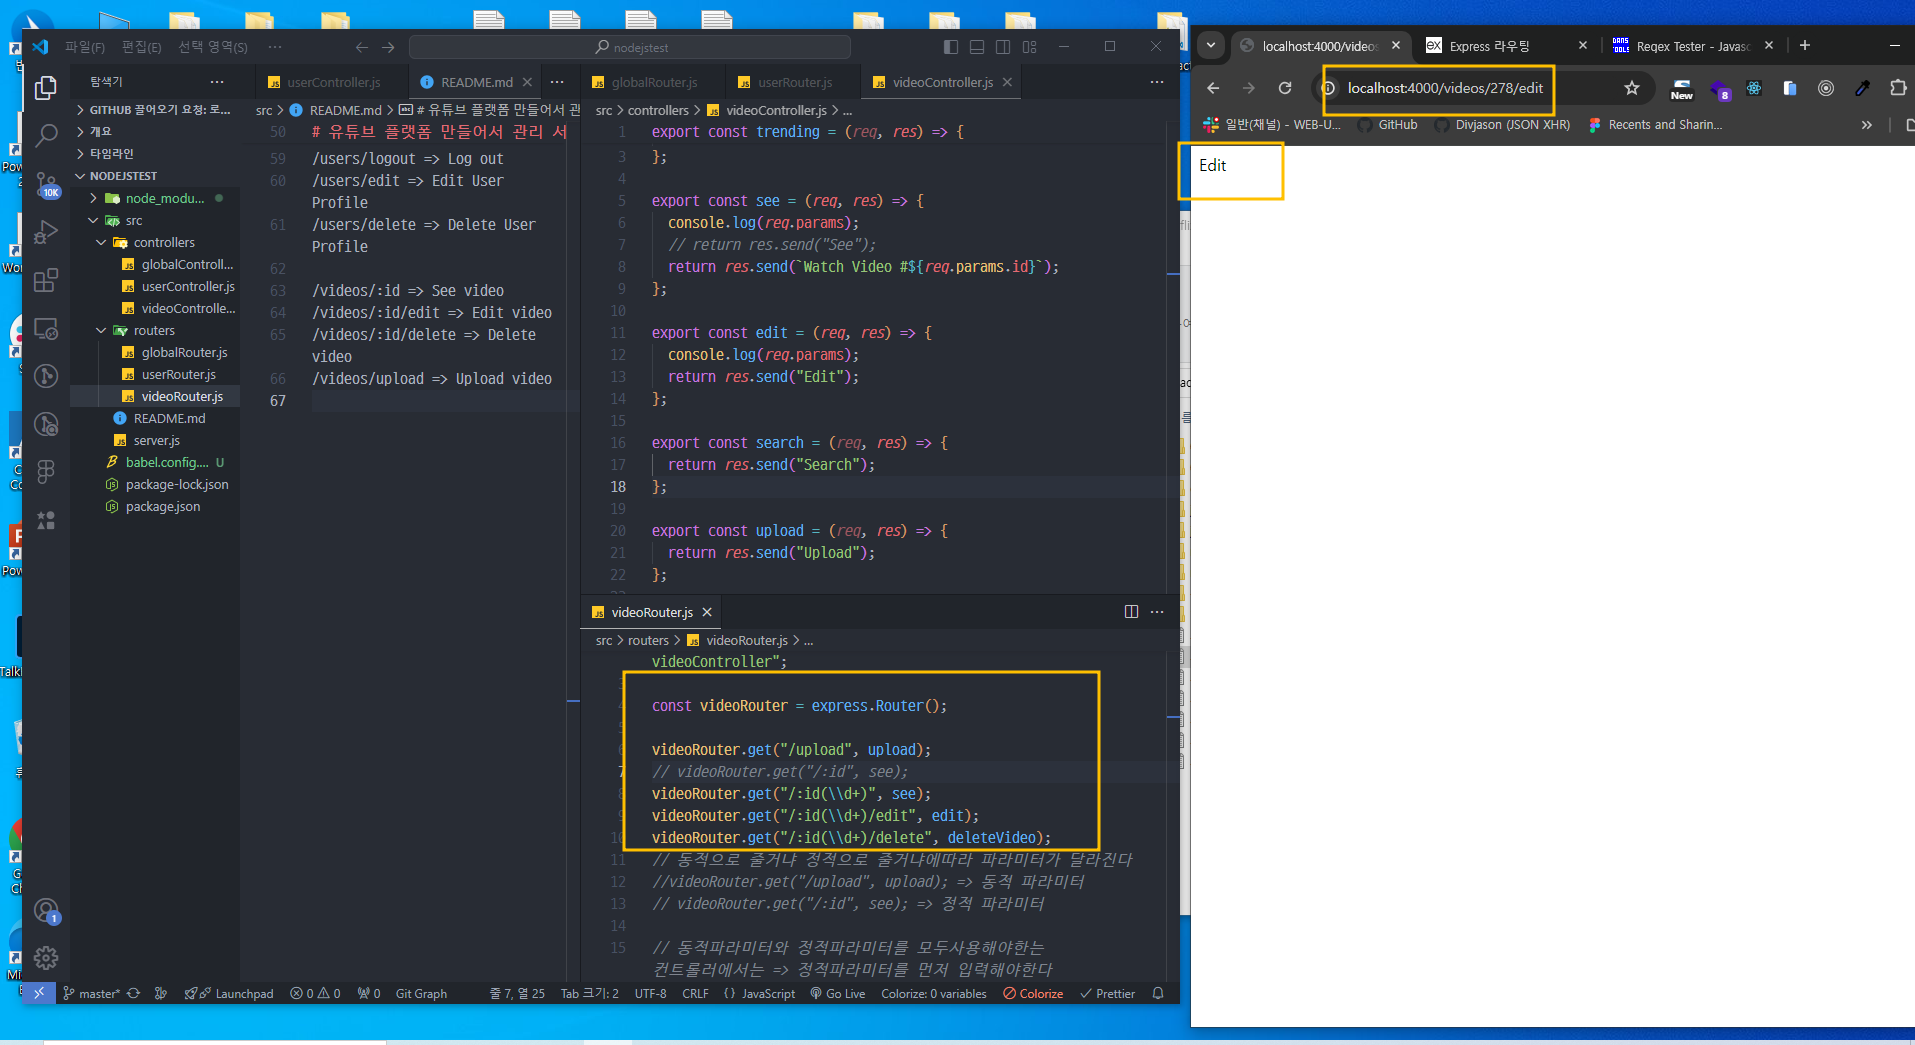 파일(F) 편집(E) 선택 영역(S) ···
nodejstest
탐색기 ···
GITHUB 끌어오기 요청: 로...
개요
타임라인
NODEJSTEST
node_modu...
src
controllers
globalControll...
userController.js
videoControlle...
routers
globalRouter.js
userRouter.js
videoRouter.js
README.md
server.js
babel.config.... U
package-lock.json
package.json
10K
1
userController.js
README.md ···
src > README.md > # 유튜브 플랫폼 만들어서 관
50 # 유튜브 플랫폼 만들어서 관리 서
59 /users/logout => Log out
60 /users/edit => Edit User
Profile
61 /users/delete => Delete User
Profile
62
63 /videos/:id => See video
64 /videos/:id/edit => Edit video
65 /videos/:id/delete => Delete
video
66 /videos/upload => Upload video
67
globalRouter.js userRouter.js videoController.js ···
src > controllers > videoController.js > ...
1 export const trending = (req, res) => {
3 };
4
5 export const see = (req, res) => {
6 console.log(req.params);
7 // return res.send("See");
8 return res.send(`Watch Video #${req.params.id}`);
9 };
10
11 export const edit = (req, res) => {
12 console.log(req.params);
13 return res.send("Edit");
14 };
15
16 export const search = (req, res) => {
17 return res.send("Search");
18 };
19
20 export const upload = (req, res) => {
21 return res.send("Upload");
22 };
videoRouter.js ···
src > routers > videoRouter.js > ...
videoController";
const videoRouter = express.Router();
videoRouter.get("/upload", upload);
7 // videoRouter.get("/:id", see);
8 videoRouter.get("/:id(\\d+)", see);
videoRouter.get("/:id(\\d+)/edit", edit);
10 videoRouter.get("/:id(\\d+)/delete", deleteVideo);
11 // 동적으로 줄거냐 정적으로 줄거냐에따라 파라미터가 달라진다
12 //videoRouter.get("/upload", upload); => 동적 파라미터
13 // videoRouter.get("/:id", see); => 정적 파라미터
14
15 // 동적파라미터와 정적파라미터를 모두사용해야한는
컨트롤러에서는 => 정적파라미터를 먼저 입력해야한다
master* Launchpad 0 0 0 Git Graph 줄 7, 열 25 Tab 크기: 2 UTF-8 CRLF {} JavaScript Go Live Colorize: 0 variables Colorize Prettier
localhost:4000/videos
Express 라우팅
Regex Tester - Javasc
localhost:4000/videos/278/edit
New
8
일반(채널) - WEB-U... GitHub Divjason (JSON XHR) Recents and Sharin...
Edit